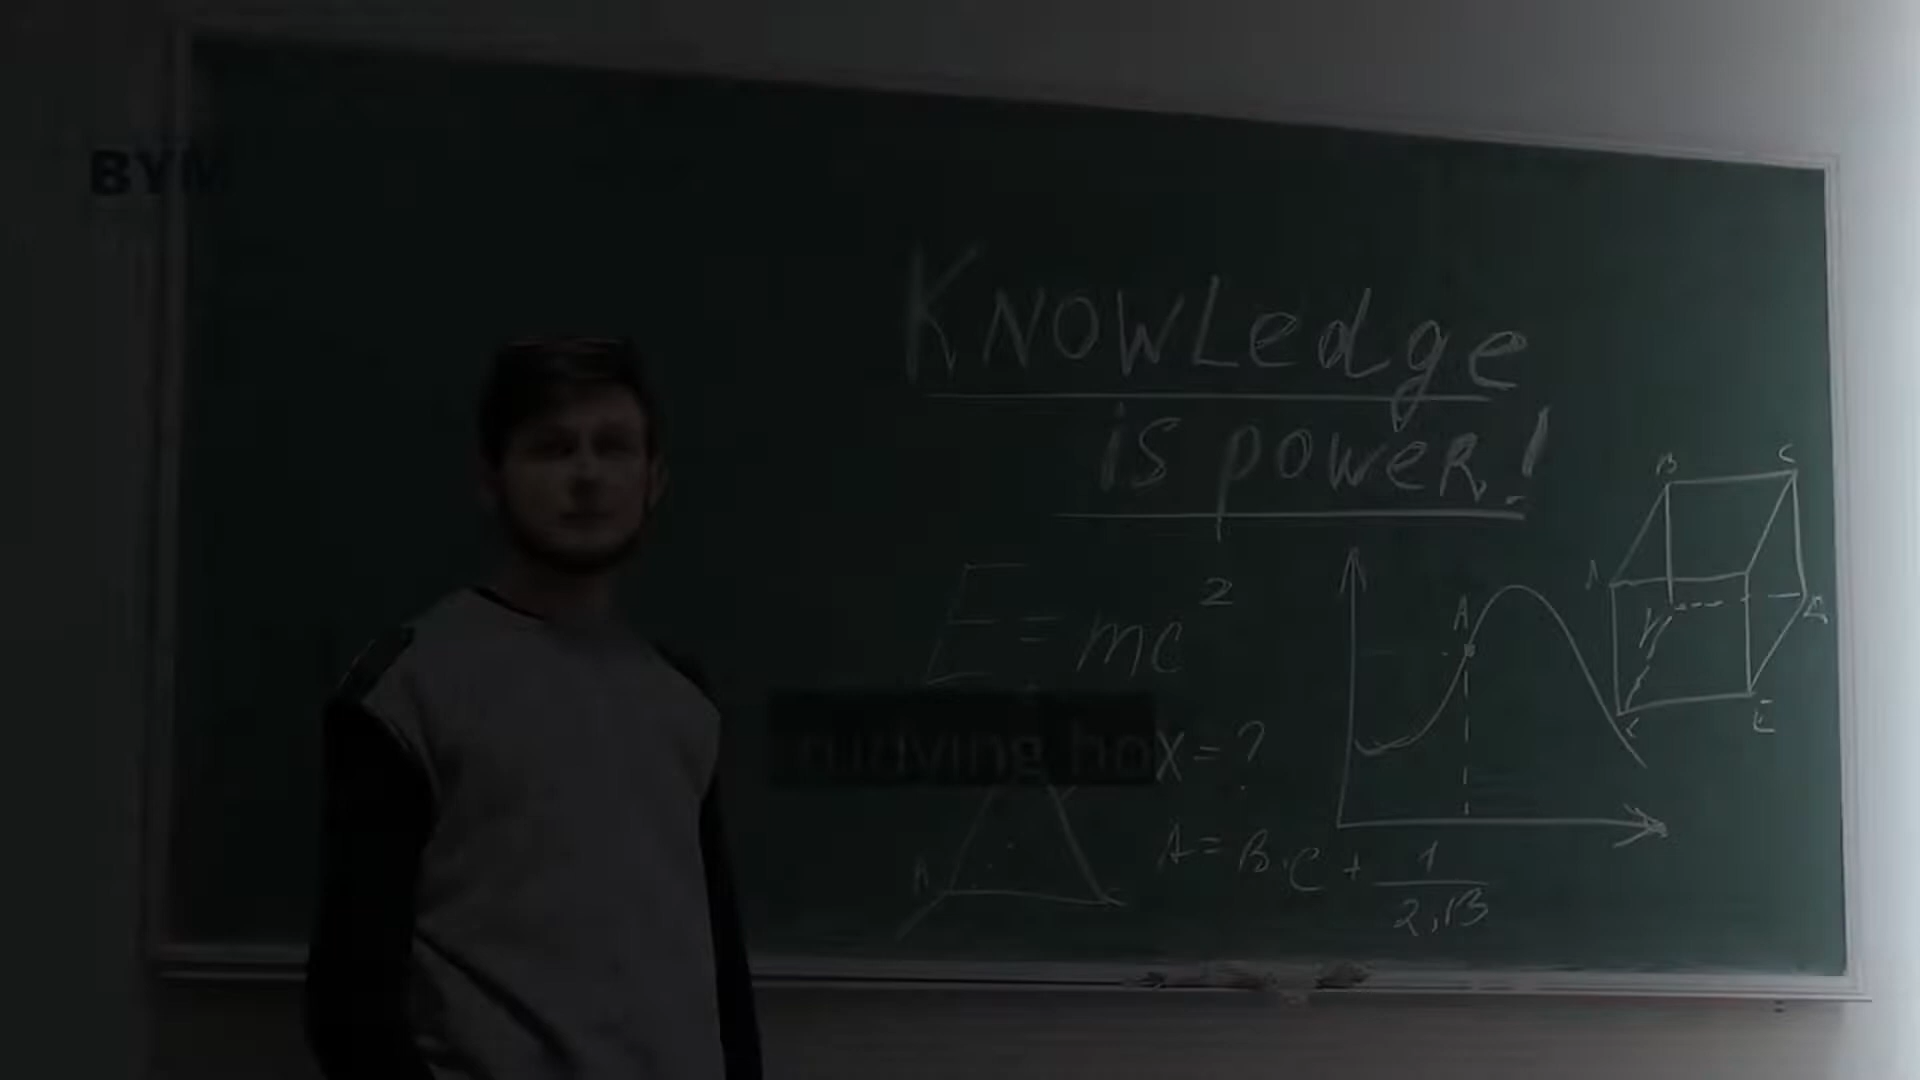 BYM
KNOWLedge
is poweR!
E = mc²
X = ?
A = B.C + 1
2,13
A
B
C
A
E